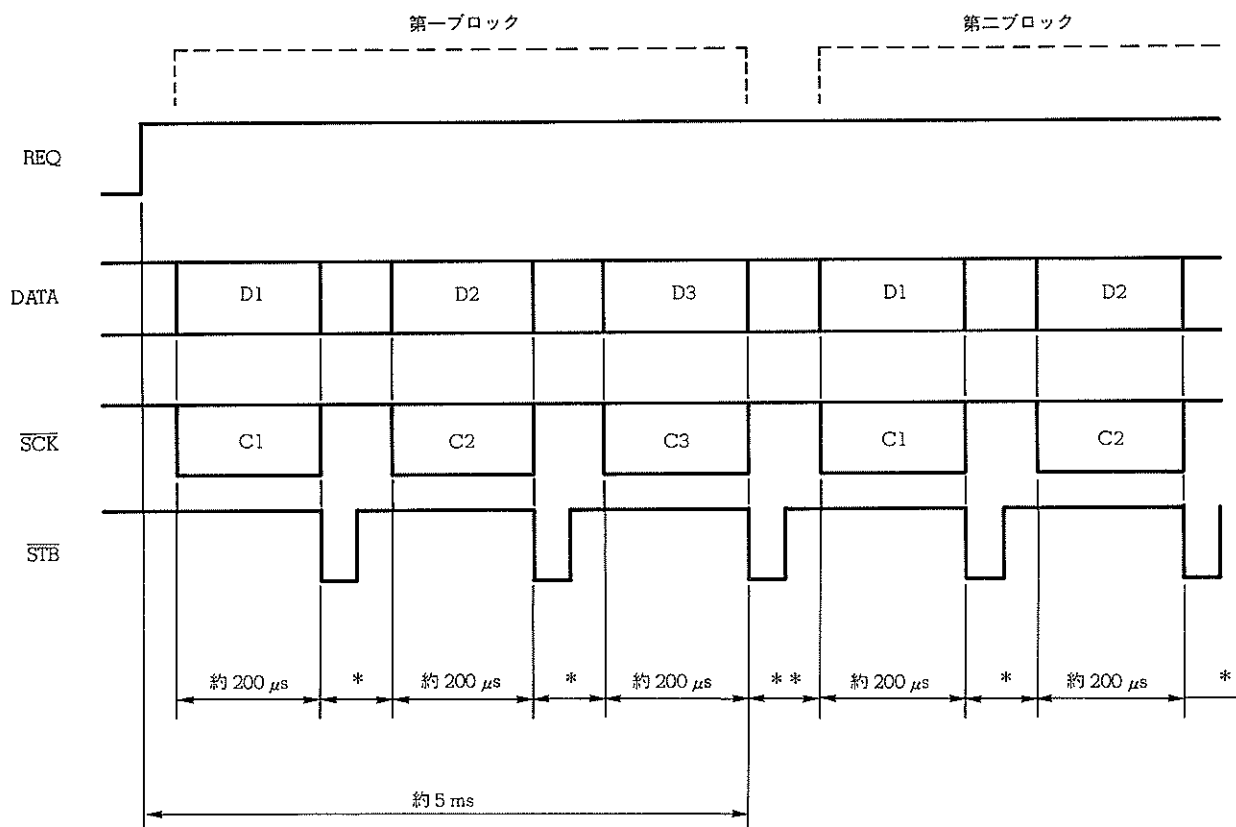 第一ブロック 第二ブロック
REQ
DATA D1 D2 D3 D1 D2
SCK C1 C2 C3 C1 C2
STB
約 200 μs * 約 200 μs * 約 200 μs ** 約 200 μs * 約 200 μs *
約 5 ms